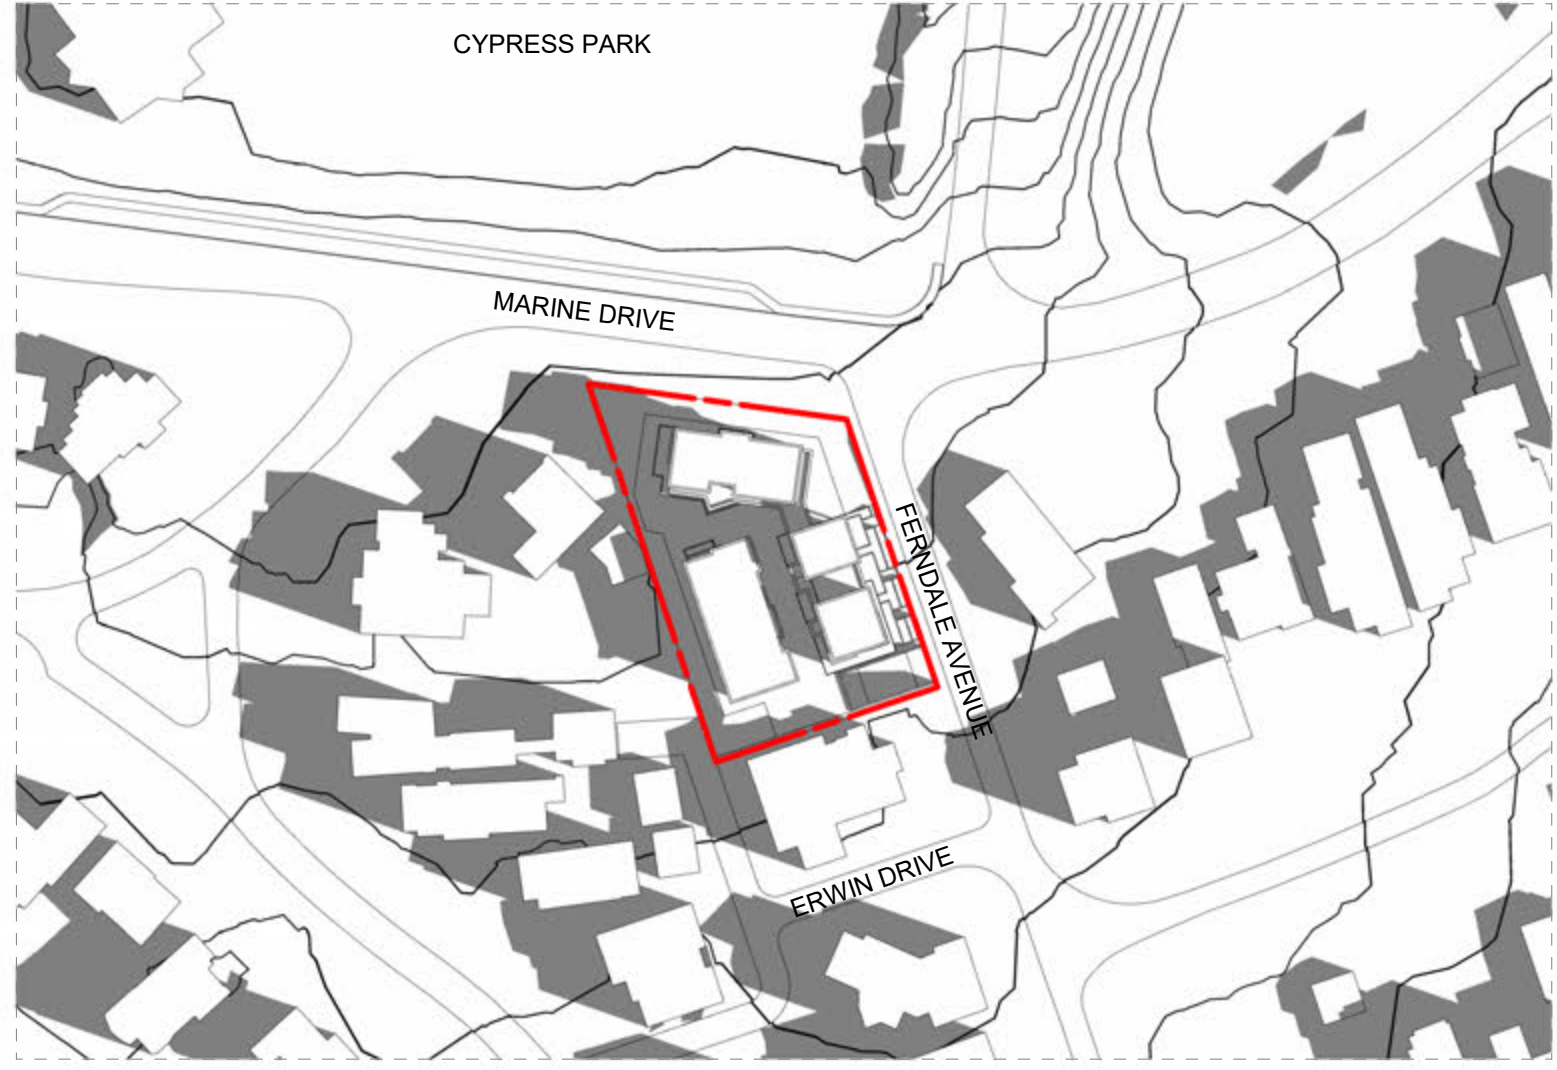 CYPRESS PARK
MARINE DRIVE
FERNDALE AVENUE
ERWIN DRIVE